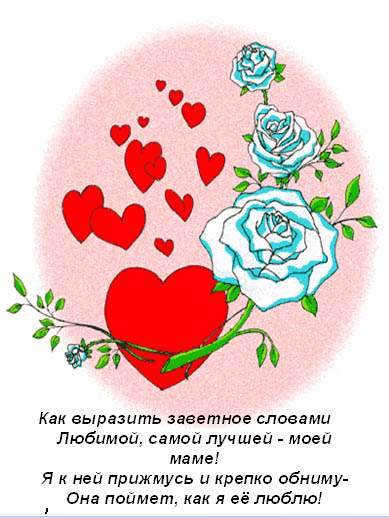 Как выразить заветное словами
Любимой, самой лучшей - моей
маме!
Я к ней прижмусь и крепко обниму-
Она поймет, как я её люблю!